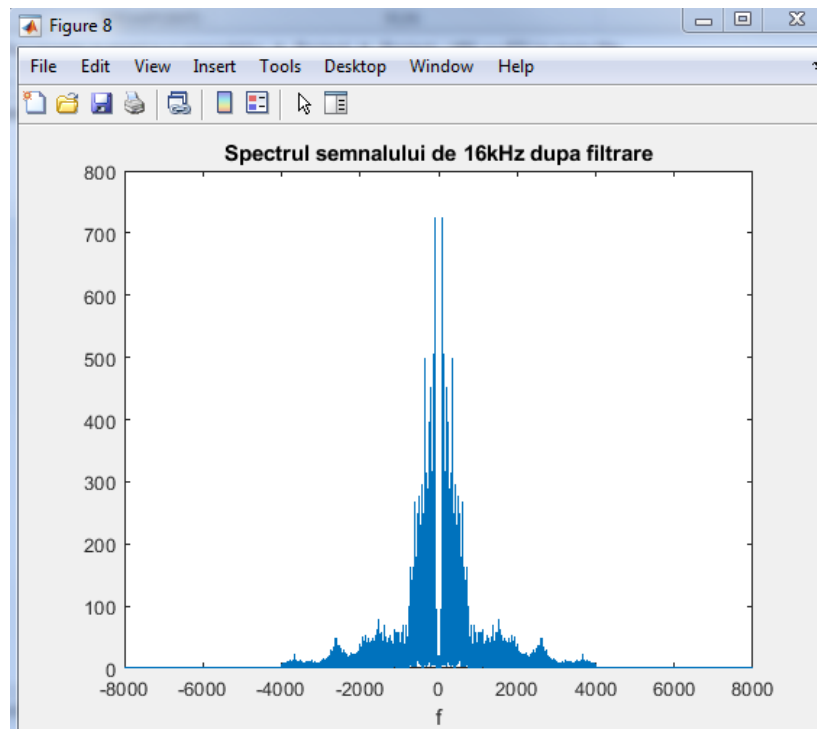 Figure 8
File Edit View Insert Tools Desktop Window Help
Spectrul semnalului de 16kHz dupa filtrare
800
700
600
500
400
300
200
100
0
-8000 -6000 -4000 -2000 0 2000 4000 6000 8000
f